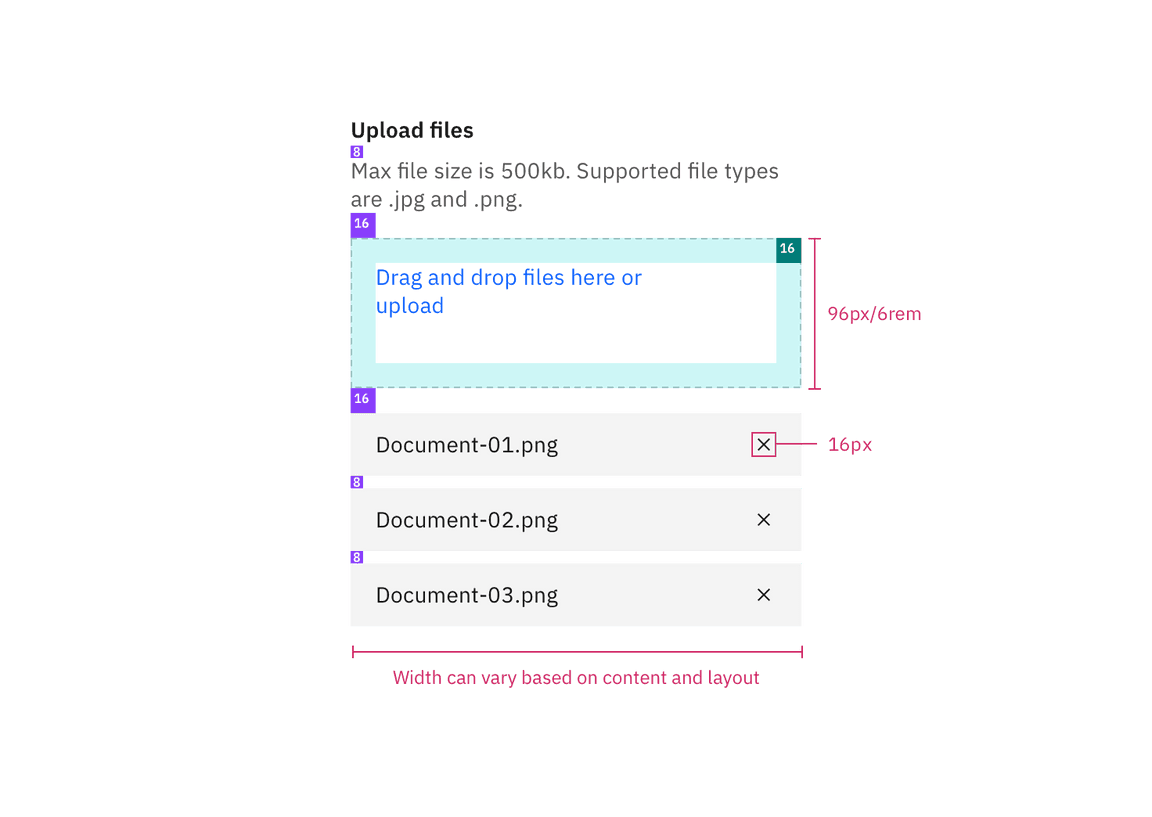 Upload files
8
Max file size is 500kb. Supported file types
are .jpg and .png.
16
16
Drag and drop files here or
upload
96px/6rem
16
Document-01.png
16px
8
Document-02.png
8
Document-03.png
Width can vary based on content and layout